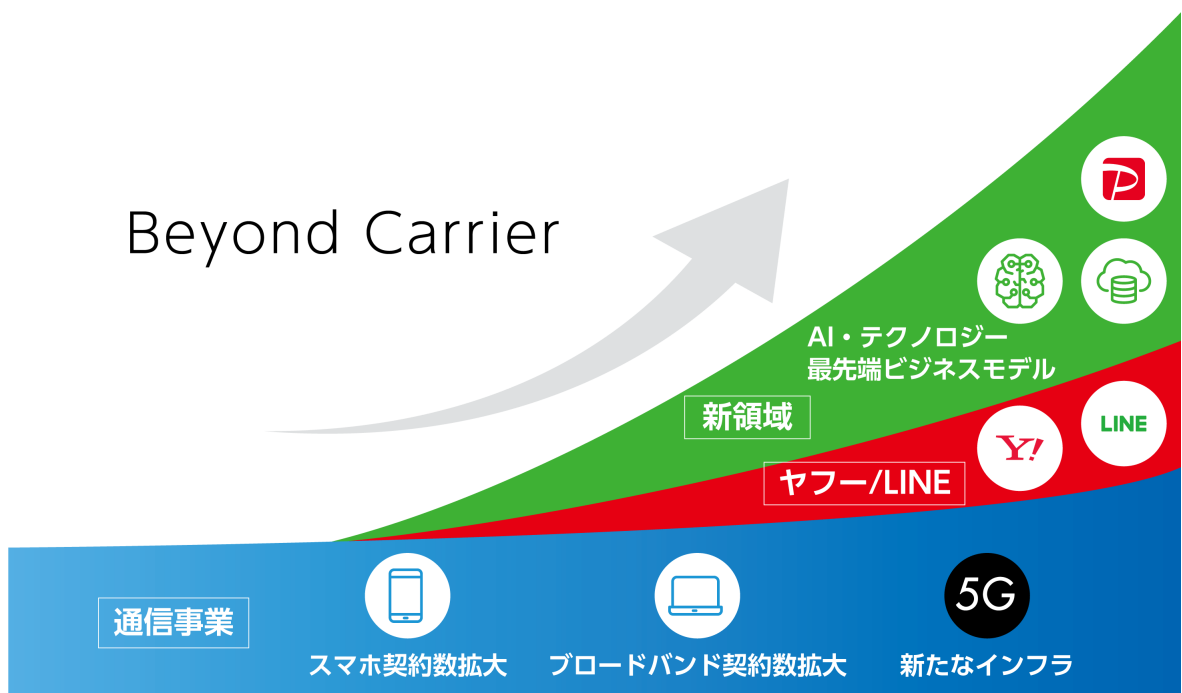 Beyond Carrier
AI・テクノロジー
最先端ビジネスモデル
新領域
LINE
Y!
ヤフー/LINE
5G
通信事業
スマホ契約数拡大
ブロードバンド契約数拡大
新たなインフラ